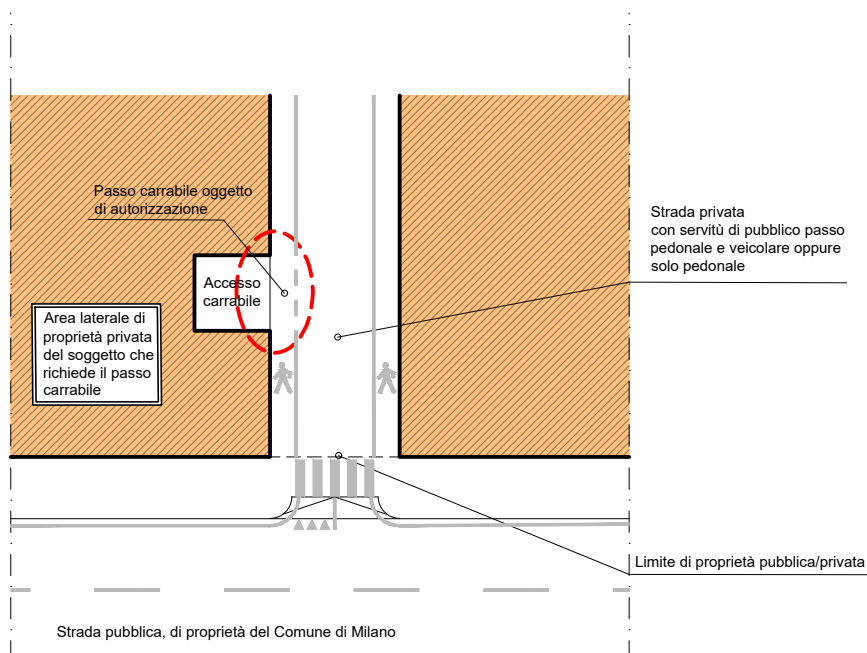 Passo carrabile oggetto
di autorizzazione
Strada privata
con servitù di pubblico passo
pedonale e veicolare oppure
solo pedonale
Accesso
carrabile
Area laterale di
proprietà privata
del soggetto che
richiede il passo
carrabile
Limite di proprietà pubblica/privata
Strada pubblica, di proprietà del Comune di Milano